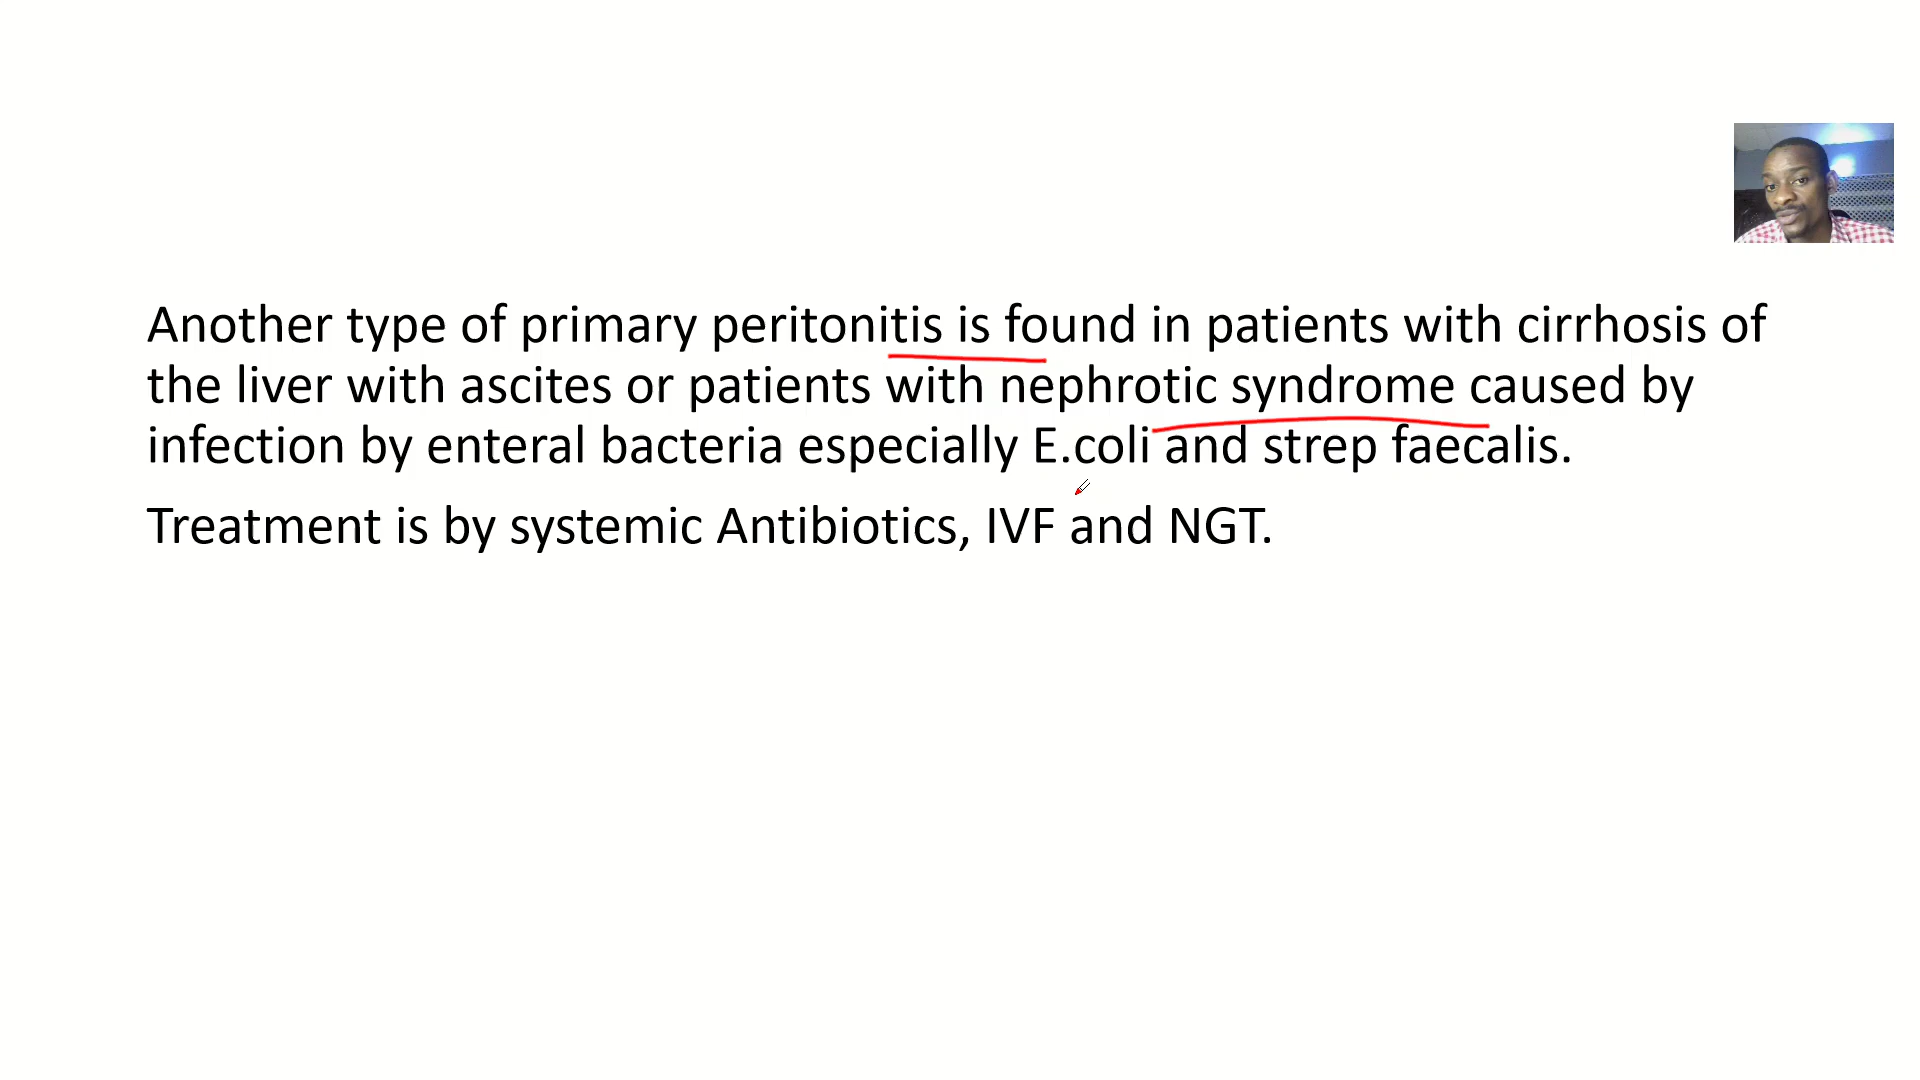 Another type of primary peritonitis is found in patients with cirrhosis of
the liver with ascites or patients with nephrotic syndrome caused by
infection by enteral bacteria especially E.coli and strep faecalis.
Treatment is by systemic Antibiotics, IVF and NGT.